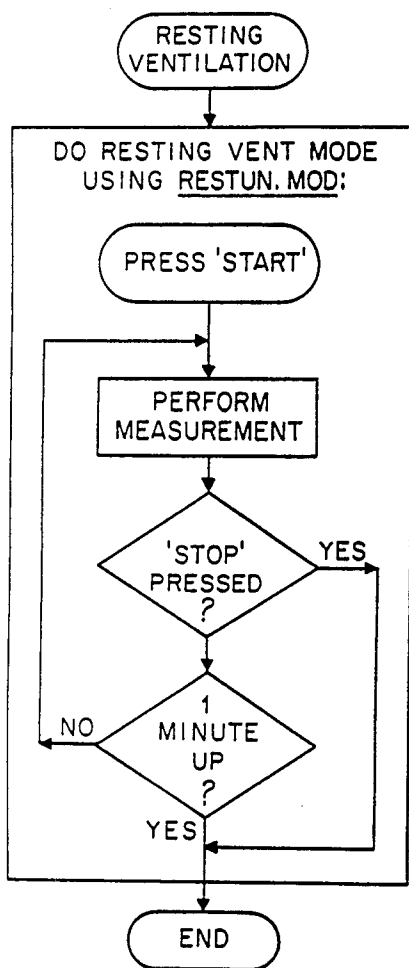 RESTING
VENTILATION
DO RESTING VENT MODE
USING RESTUN.MOD:
PRESS 'START'
PERFORM
MEASUREMENT
'STOP'
PRESSED
?
YES
1
MINUTE
UP
?
NO
YES
END